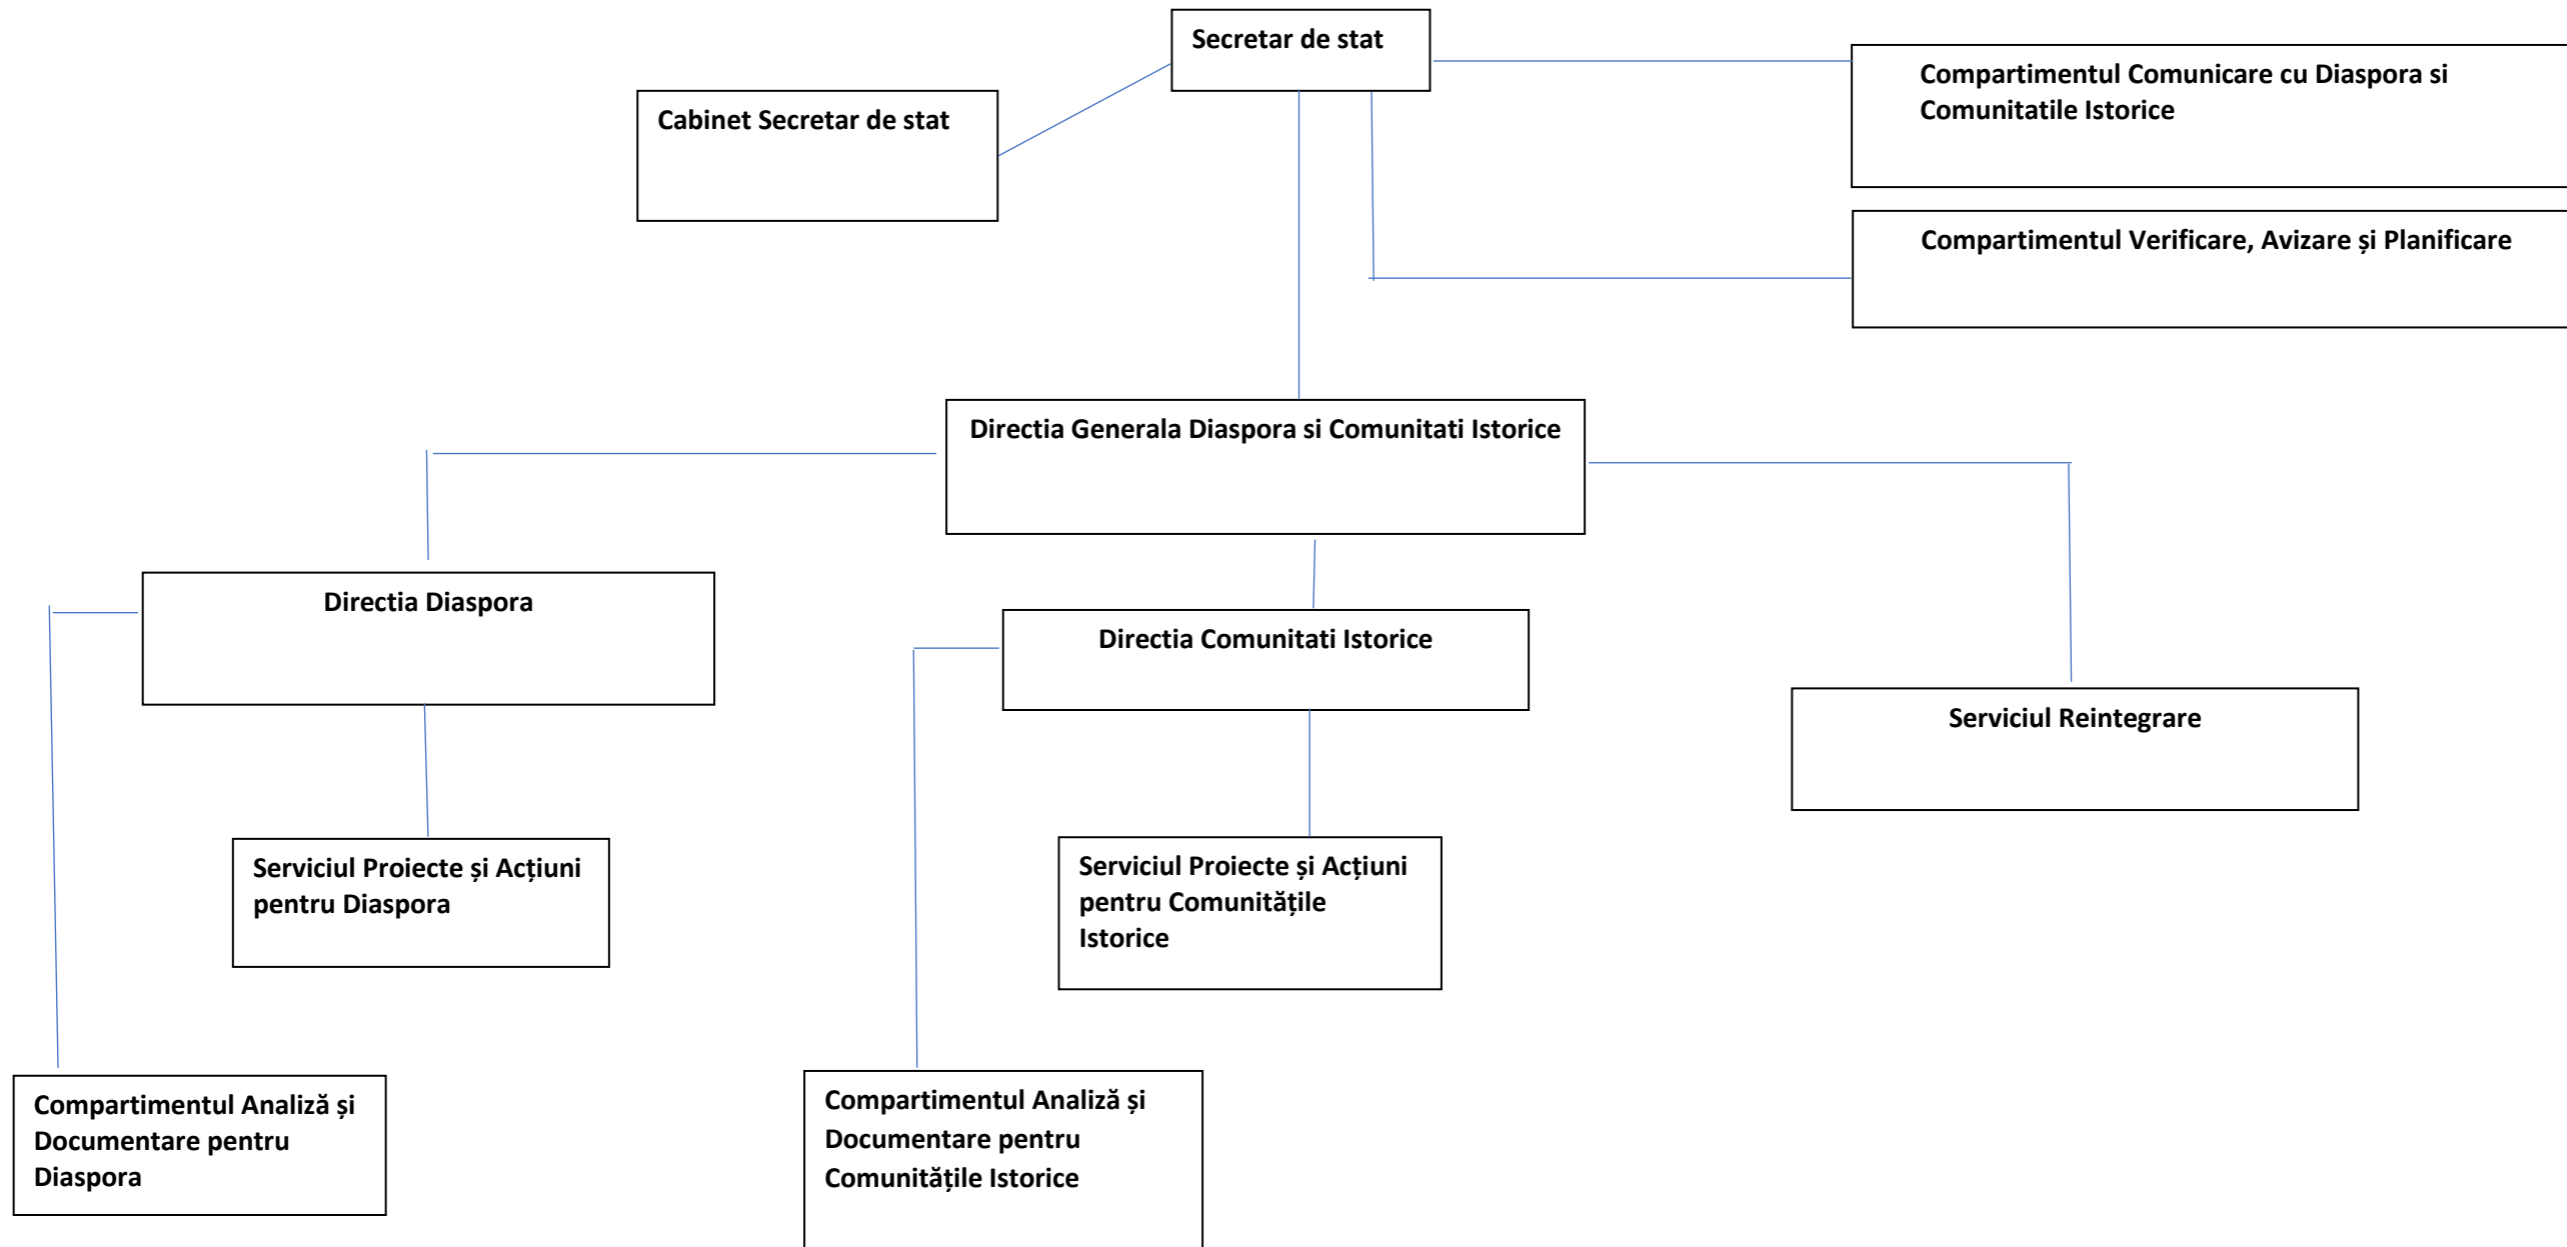 Secretar de stat
Compartimentul Comunicare cu Diaspora si
Comunitatile Istorice
Cabinet Secretar de stat
Compartimentul Verificare, Avizare și Planificare
Directia Generala Diaspora si Comunitati Istorice
Directia Diaspora
Directia Comunitati Istorice
Serviciul Reintegrare
Serviciul Proiecte și Acțiuni
pentru Diaspora
Serviciul Proiecte și Acțiuni
pentru Comunitățile
Istorice
Compartimentul Analiză și
Documentare pentru
Diaspora
Compartimentul Analiză și
Documentare pentru
Comunitățile Istorice